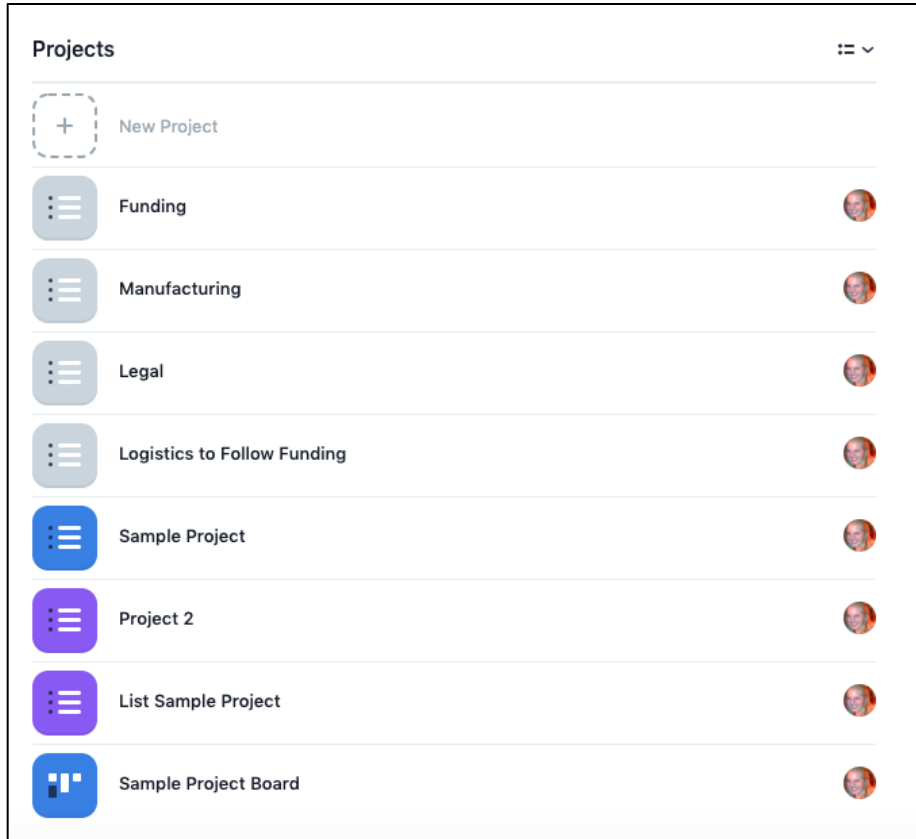 Projects
New Project
Funding
Manufacturing
Legal
Logistics to Follow Funding
Sample Project
Project 2
List Sample Project
Sample Project Board